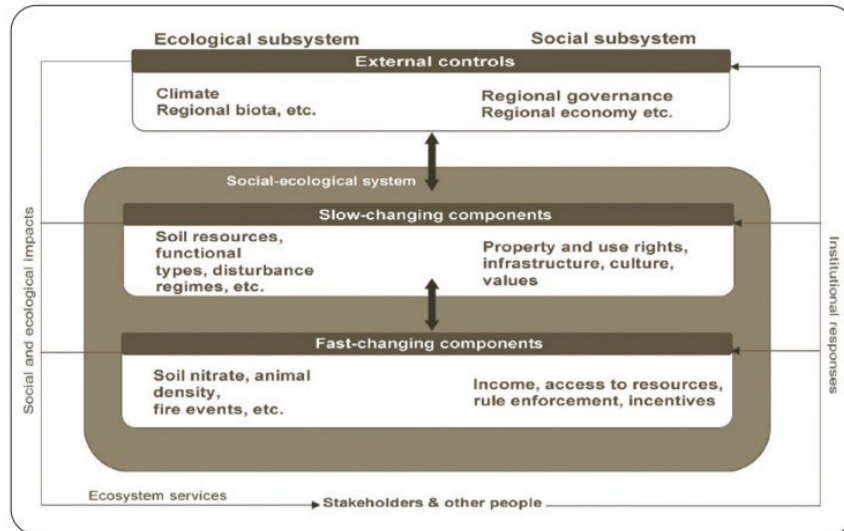 Ecological subsystem
Social subsystem
External controls
Climate
Regional biota, etc.
Regional governance
Regional economy etc.
Social-ecological system
Slow-changing components
Soil resources,
functional
types, disturbance
regimes, etc.
Property and use rights,
infrastructure, culture,
values
Fast-changing components
Soil nitrate, animal
density,
fire events, etc.
Income, access to resources,
rule enforcement, incentives
Social and ecological impacts
Institutional responses
Ecosystem services
Stakeholders & other people